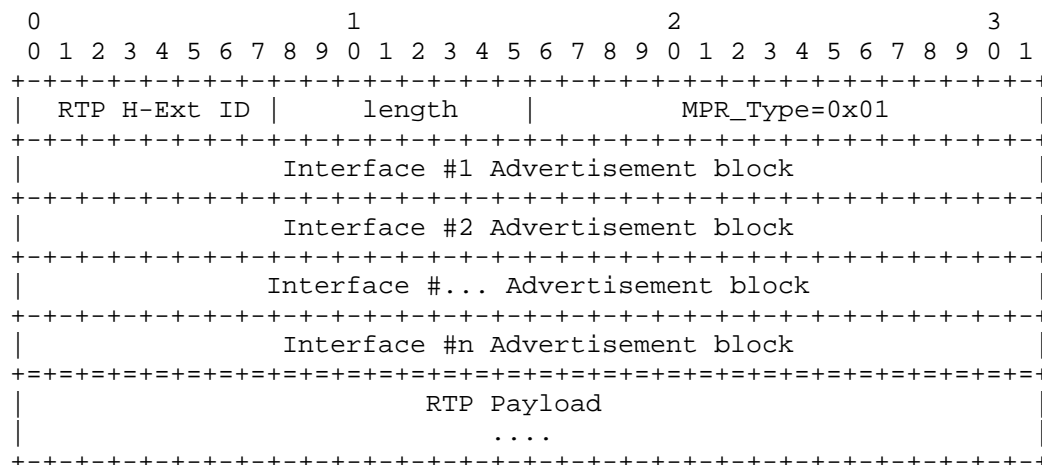 0                   1                   2                   3
 0 1 2 3 4 5 6 7 8 9 0 1 2 3 4 5 6 7 8 9 0 1 2 3 4 5 6 7 8 9 0 1
+-+-+-+-+-+-+-+-+-+-+-+-+-+-+-+-+-+-+-+-+-+-+-+-+-+-+-+-+-+-+-+-+
|  RTP H-Ext ID |     length    |         MPR_Type=0x01         |
+-+-+-+-+-+-+-+-+-+-+-+-+-+-+-+-+-+-+-+-+-+-+-+-+-+-+-+-+-+-+-+-+
|                Interface #1 Advertisement block               |
+-+-+-+-+-+-+-+-+-+-+-+-+-+-+-+-+-+-+-+-+-+-+-+-+-+-+-+-+-+-+-+-+
|                Interface #2 Advertisement block               |
+-+-+-+-+-+-+-+-+-+-+-+-+-+-+-+-+-+-+-+-+-+-+-+-+-+-+-+-+-+-+-+-+
|               Interface #... Advertisement block              |
+-+-+-+-+-+-+-+-+-+-+-+-+-+-+-+-+-+-+-+-+-+-+-+-+-+-+-+-+-+-+-+-+
|                Interface #n Advertisement block               |
+=+=+=+=+=+=+=+=+=+=+=+=+=+=+=+=+=+=+=+=+=+=+=+=+=+=+=+=+=+=+=+=+
|                         RTP Payload                           |
|                             ....                              |
+-+-+-+-+-+-+-+-+-+-+-+-+-+-+-+-+-+-+-+-+-+-+-+-+-+-+-+-+-+-+-+-+